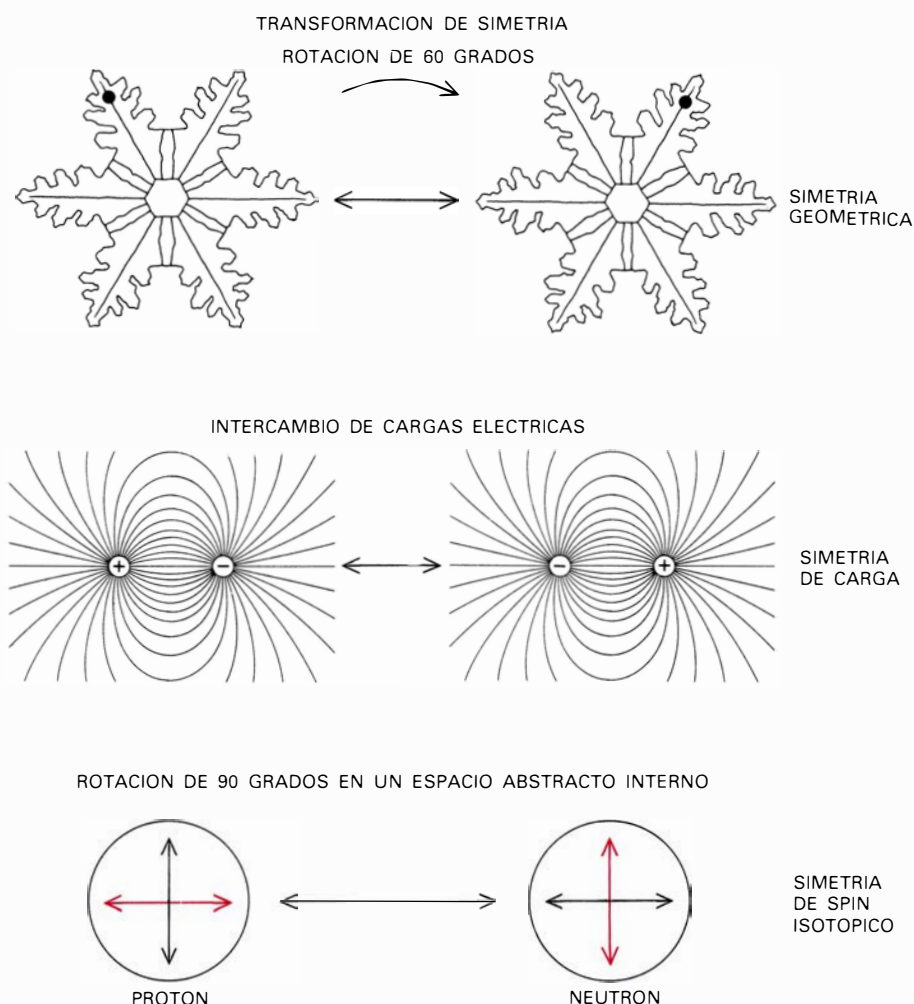 TRANSFORMACION DE SIMETRIA
ROTACION DE 60 GRADOS
SIMETRIA
GEOMETRICA
INTERCAMBIO DE CARGAS ELECTRICAS
+
−
−
+
SIMETRIA
DE CARGA
ROTACION DE 90 GRADOS EN UN ESPACIO ABSTRACTO INTERNO
SIMETRIA
DE SPIN
ISOTOPICO
PROTON
NEUTRON